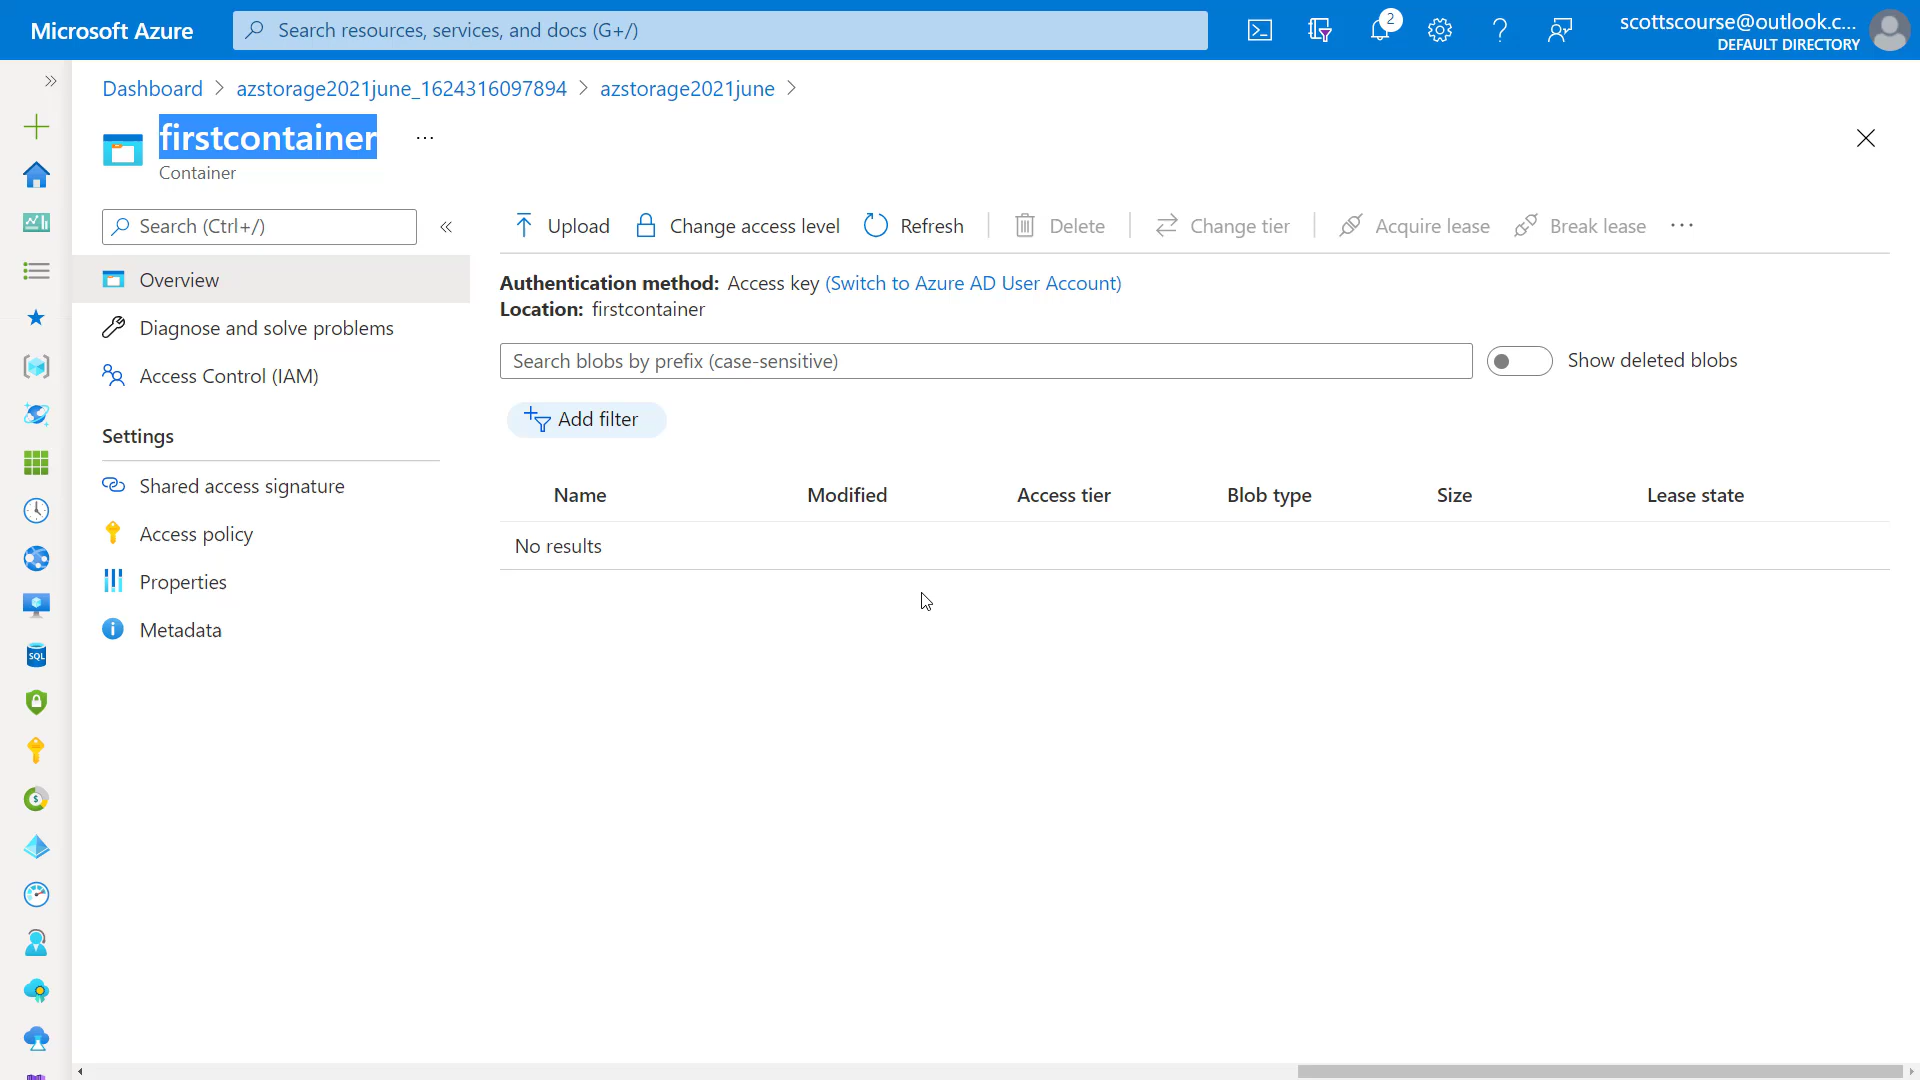 Microsoft Azure
Search resources, services, and docs (G+/)
2
scottscourse@outlook.c...
DEFAULT DIRECTORY
Dashboard > azstorage2021june_1624316097894 > azstorage2021june >
firstcontainer ...
Container
Search (Ctrl+/)
«
Upload
Change access level
Refresh
Delete
Change tier
Acquire lease
Break lease
...
Overview
Diagnose and solve problems
Access Control (IAM)
Settings
Shared access signature
Access policy
Properties
Metadata
Authentication method: Access key (Switch to Azure AD User Account)
Location: firstcontainer
Search blobs by prefix (case-sensitive)
Show deleted blobs
Add filter
Name Modified Access tier Blob type Size Lease state
No results
SQL